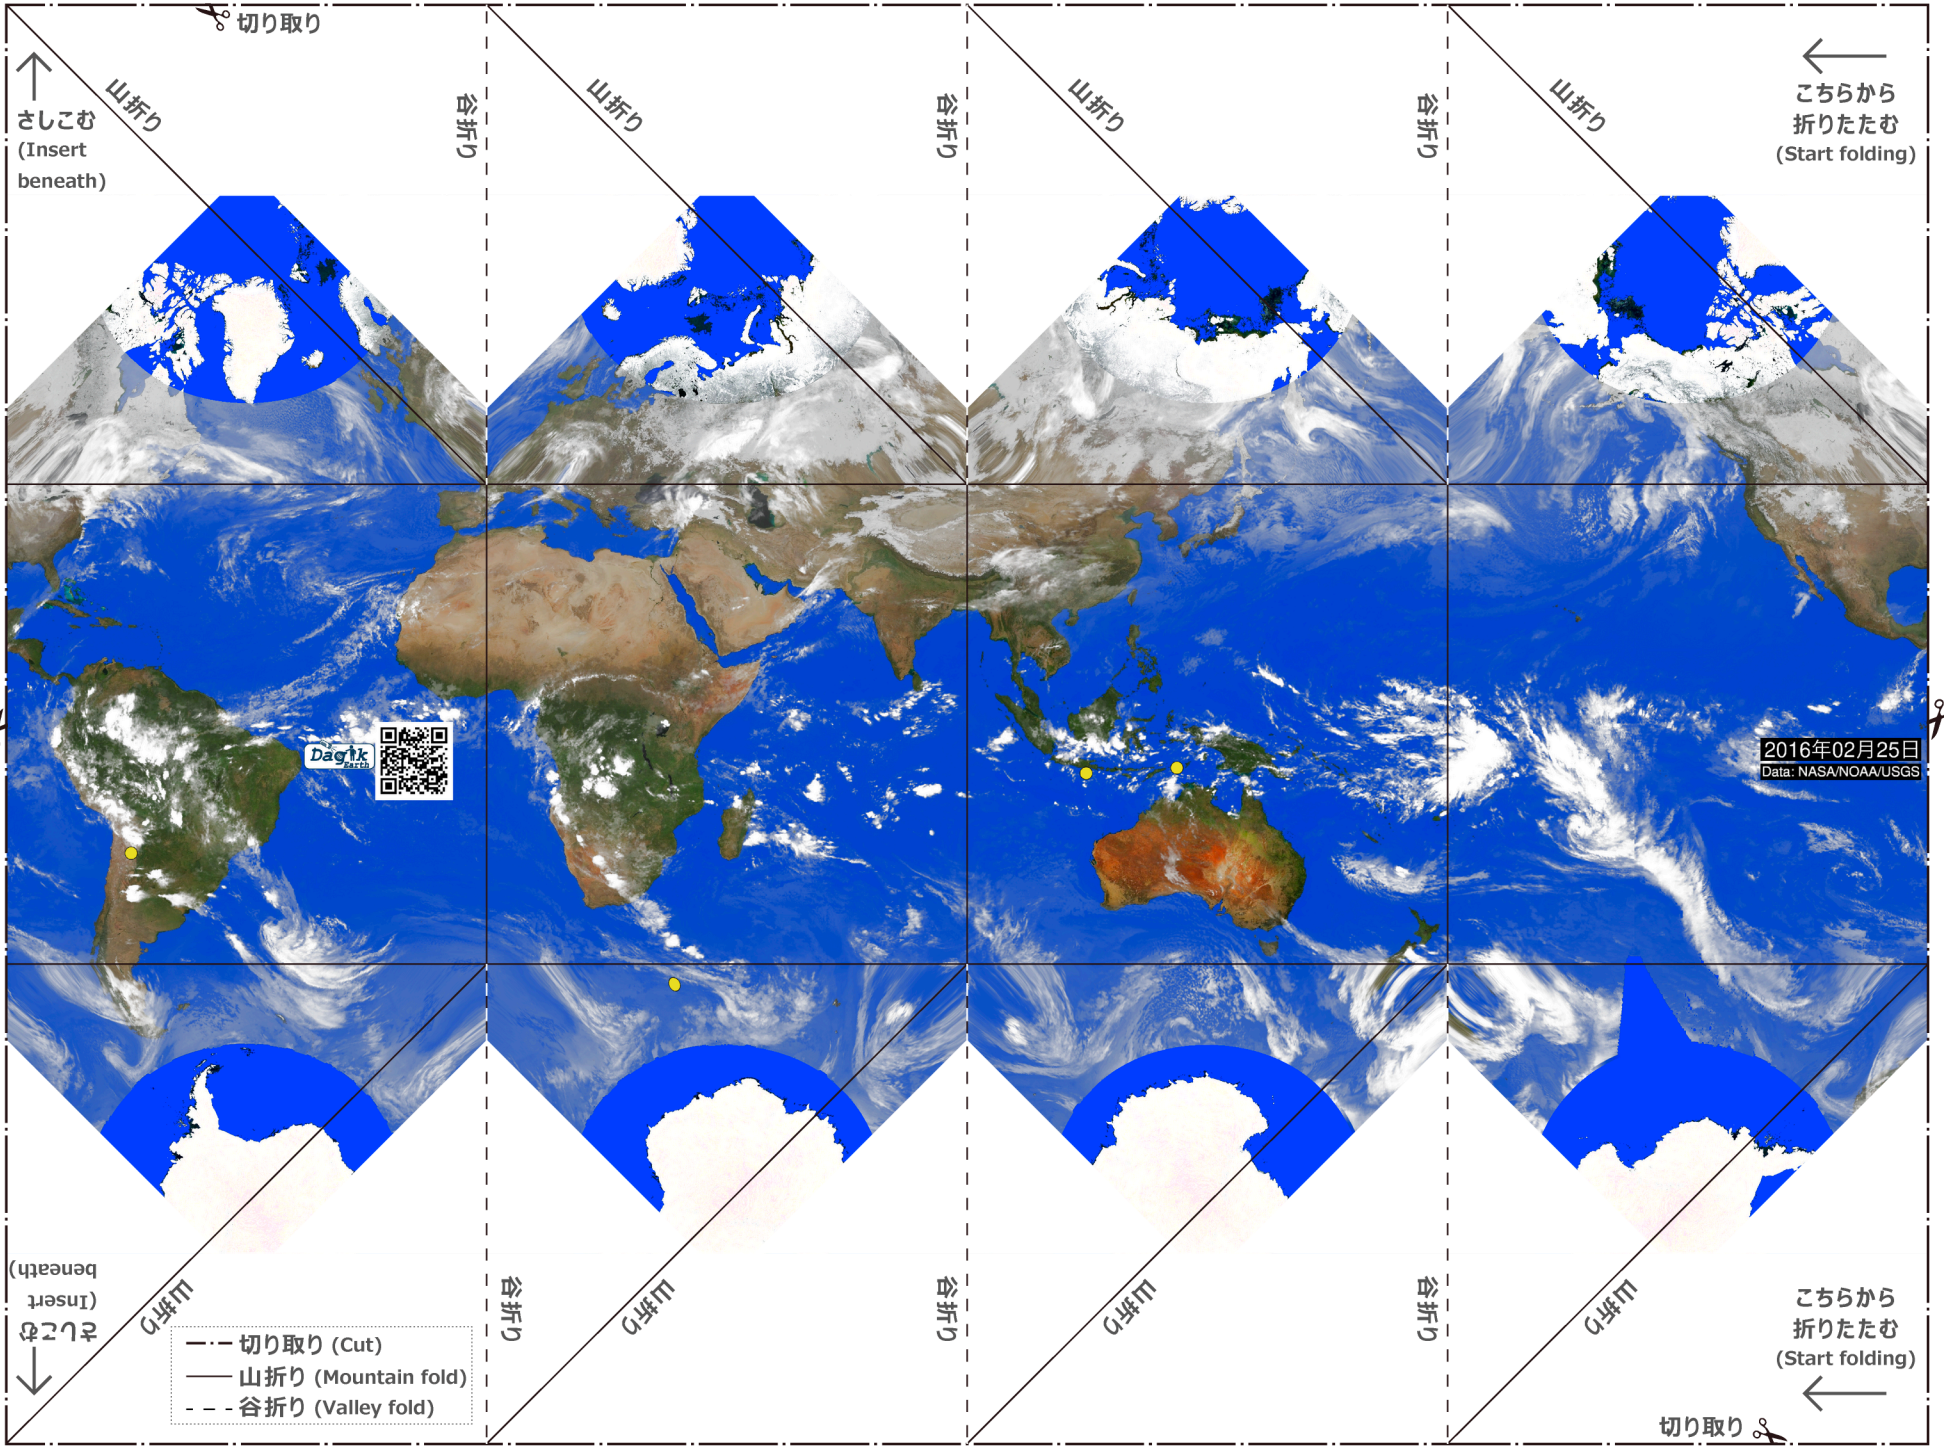 切り取り
山折り
谷折り
山折り
谷折り
山折り
谷折り
山折り
さしこむ
(Insert
beneath)
こちらから
折りたたむ
(Start folding)
Dagik
Earth
2016年02月25日
Data: NASA/NOAA/USGS
さしこむ
(Insert
beneath)
山折り
谷折り
山折り
谷折り
山折り
谷折り
山折り
切り取り (Cut)
山折り (Mountain fold)
谷折り (Valley fold)
こちらから
折りたたむ
(Start folding)
切り取り